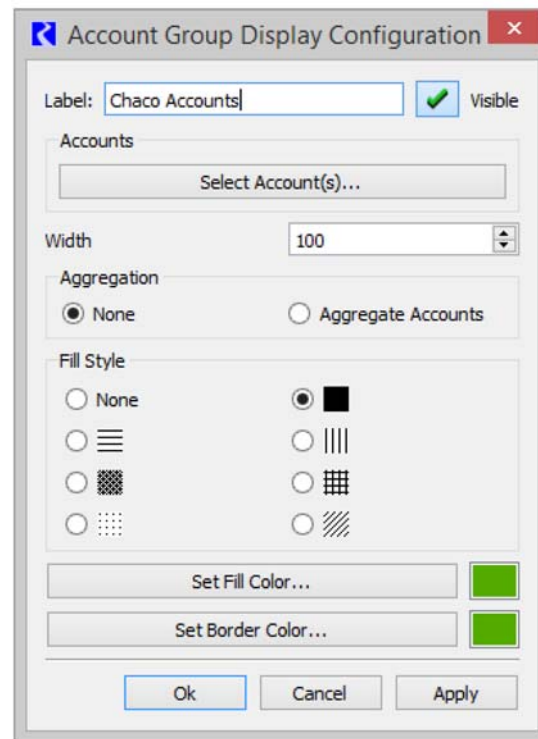 Account Group Display Configuration
Label: Chaco Accounts Visible
Accounts
Select Account(s)...
Width 100
Aggregation
None Aggregate Accounts
Fill Style
None
Set Fill Color...
Set Border Color...
Ok Cancel Apply